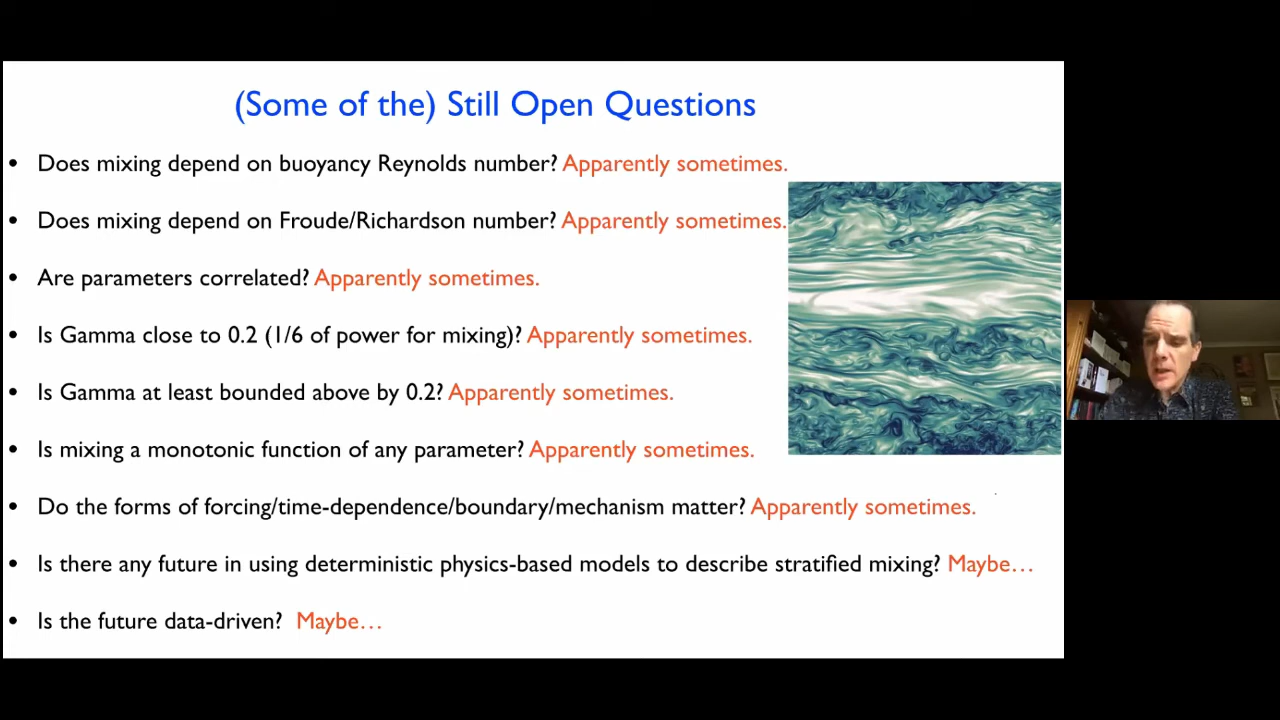 (Some of the) Still Open Questions
• Does mixing depend on buoyancy Reynolds number? Apparently sometimes.
• Does mixing depend on Froude/Richardson number? Apparently sometimes.
• Are parameters correlated? Apparently sometimes.
• Is Gamma close to 0.2 (1/6 of power for mixing)? Apparently sometimes.
• Is Gamma at least bounded above by 0.2? Apparently sometimes.
• Is mixing a monotonic function of any parameter? Apparently sometimes.
• Do the forms of forcing/time-dependence/boundary/mechanism matter? Apparently sometimes.
• Is there any future in using deterministic physics-based models to describe stratified mixing? Maybe…
• Is the future data-driven? Maybe…